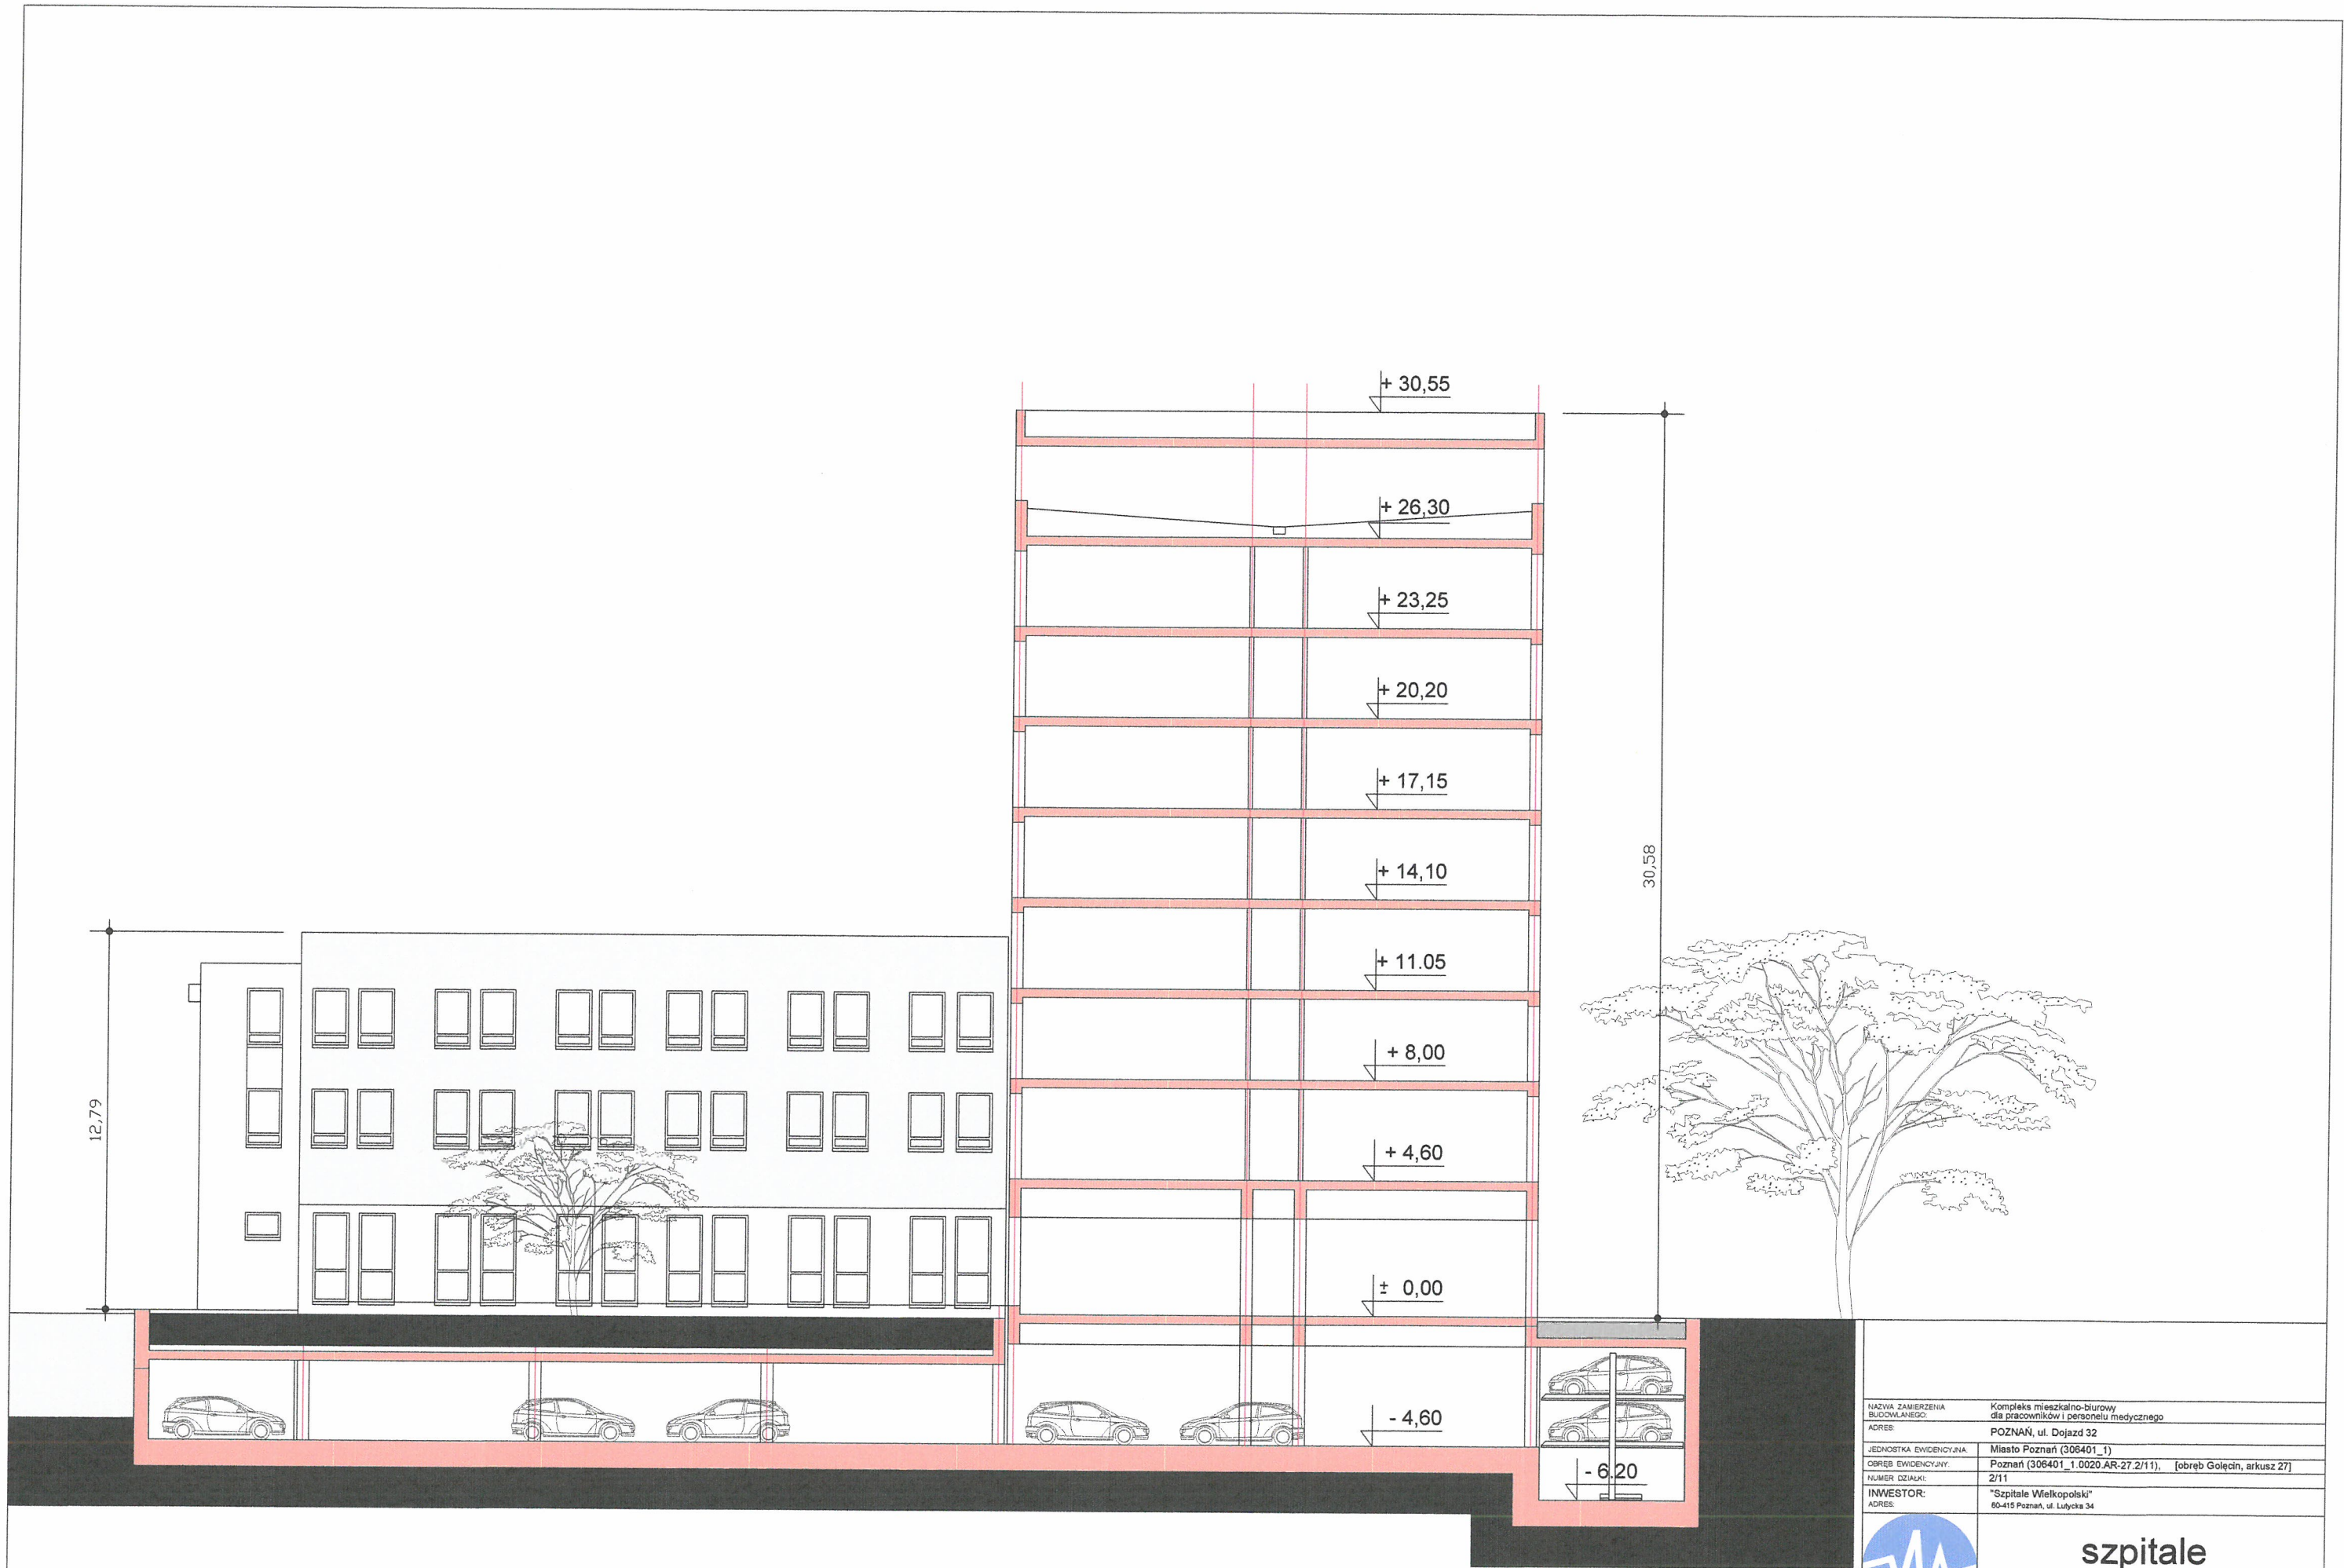 + 30,55
+ 26,30
+ 23,25
+ 20,20
+ 17,15
+ 14,10
+ 11.05
+ 8,00
+ 4,60
± 0,00
- 4,60
- 6.20
30,58
12,79
NAZWA ZAMIERZENIA BUDOWLANEGO:
Kompleks mieszkalno-biurowy
dla pracowników i personelu medycznego
ADRES: POZNAŃ, ul. Dojazd 32
JEDNOSTKA EWIDENCYJNA: Miasto Poznań (306401_1)
OBRĘB EWIDENCYJNY: Poznań (306401_1.0020.AR-27.2/11), [obręb Golęcin, arkusz 27]
NUMER DZIAŁKI: 2/11
INWESTOR: "Szpitale Wielkopolski"
ADRES: 60-415 Poznań, ul. Lutycka 34
szpitale